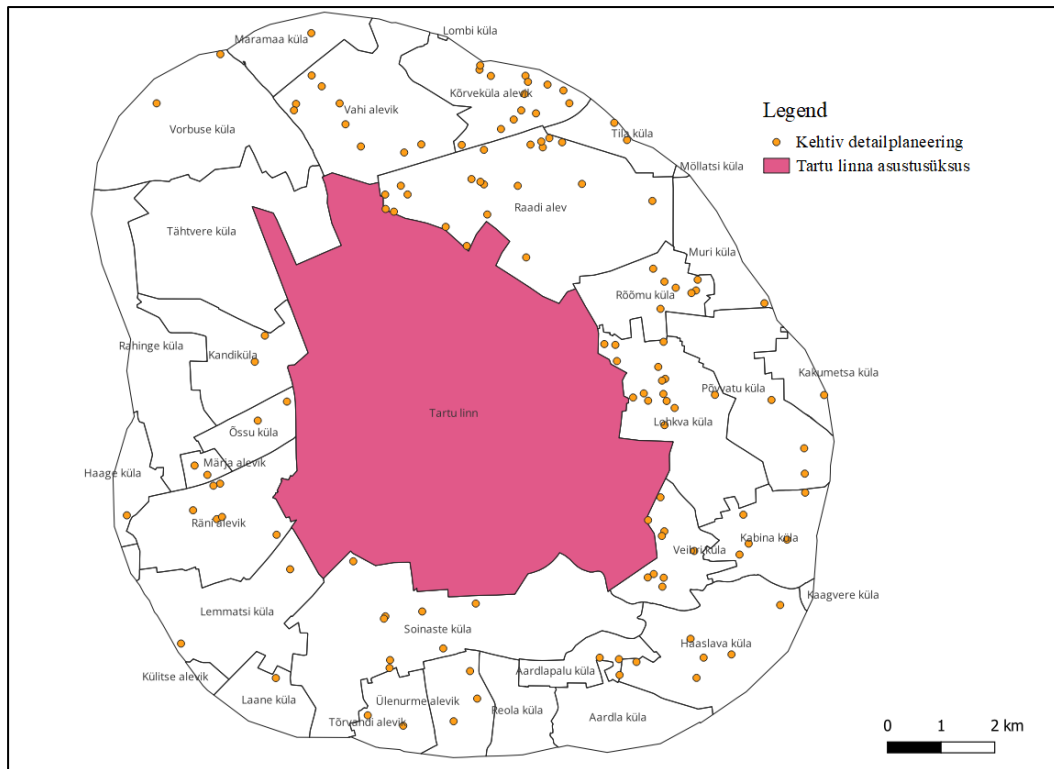 Lombi küla
Maramaa küla
Kõrveküla alevik
Vahi alevik
Legend
Kehtiv detailplaneering
Tartu linna asustusüksus
Vorbuse küla
Tila küla
Möllatsi küla
Raadi alev
Tähtvere küla
Muri küla
Rõõmu küla
Rahinge küla
Kandiküla
Kakumetsa küla
Põvvatu küla
Tartu linn
Lohkva küla
Õssu küla
Märja alevik
Haage küla
Räni alevik
Kabina küla
Veibri küla
Kaagvere küla
Lemmatsi küla
Soinaste küla
Haaslava küla
Aardlapalu küla
Külitse alevik
Laane küla
Ülenurme alevik
Reola küla
Aardla küla
Tõrvandi alevik
0 1 2 km